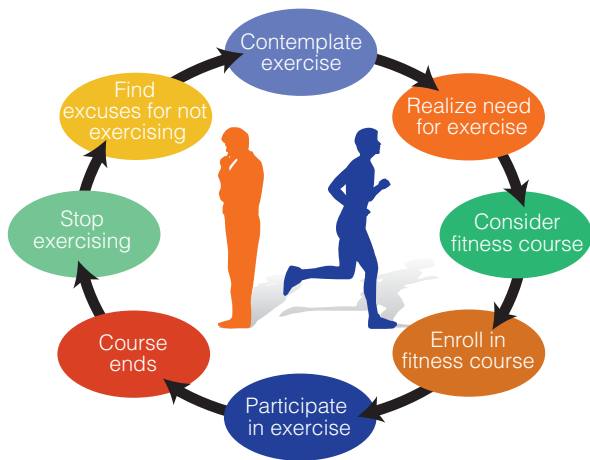 Contemplate
exercise
Realize need
for exercise
Consider
fitness course
Enroll in
fitness course
Participate
in exercise
Course
ends
Stop
exercising
Find
excuses for not
exercising